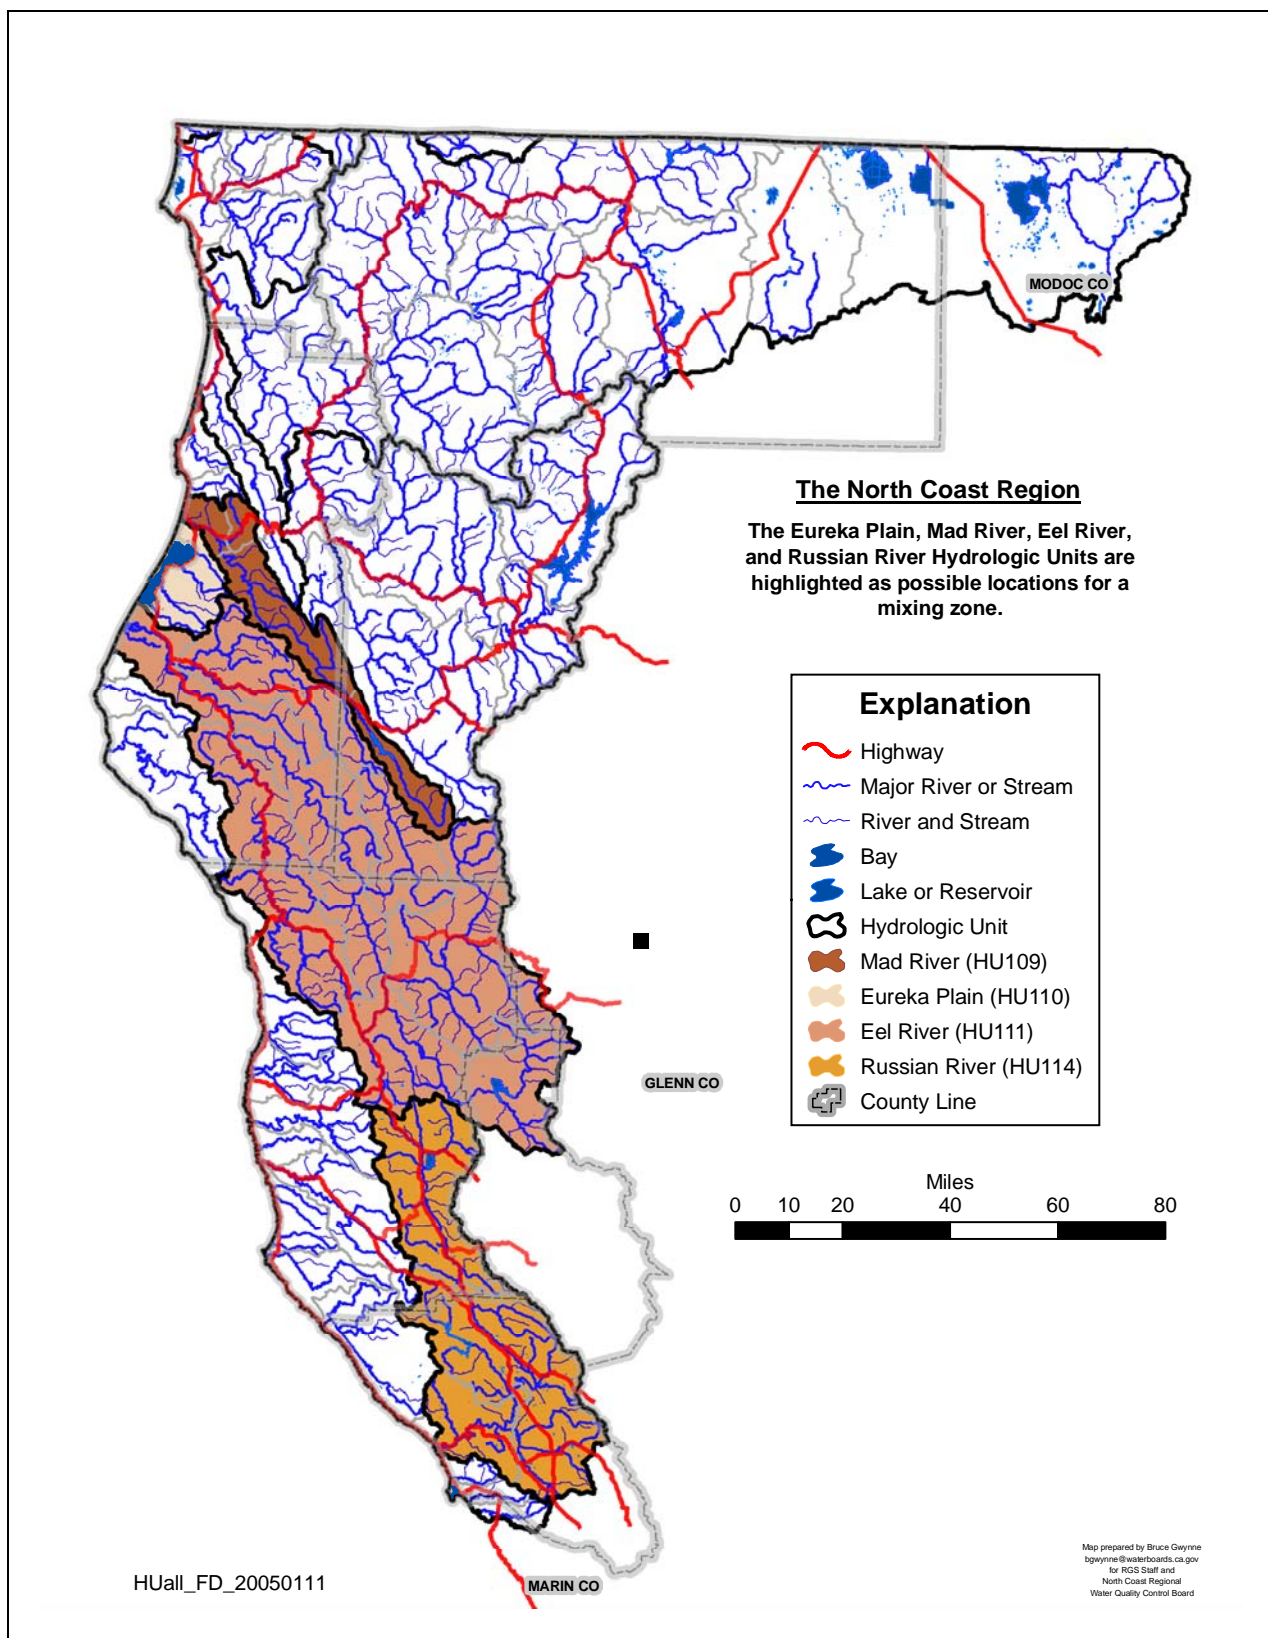 MODOC CO
The North Coast Region
The Eureka Plain, Mad River, Eel River,
and Russian River Hydrologic Units are
highlighted as possible locations for a
mixing zone.
Explanation
Highway
Major River or Stream
River and Stream
Bay
Lake or Reservoir
Hydrologic Unit
Mad River (HU109)
Eureka Plain (HU110)
Eel River (HU111)
Russian River (HU114)
County Line
GLENN CO
Miles
0 10 20 40 60 80
Map prepared by Bruce Gwynne
bgwynne@waterboards.ca.gov
for RGS Staff and
North Coast Regional
Water Quality Control Board
HUall_FD_20050111
MARIN CO